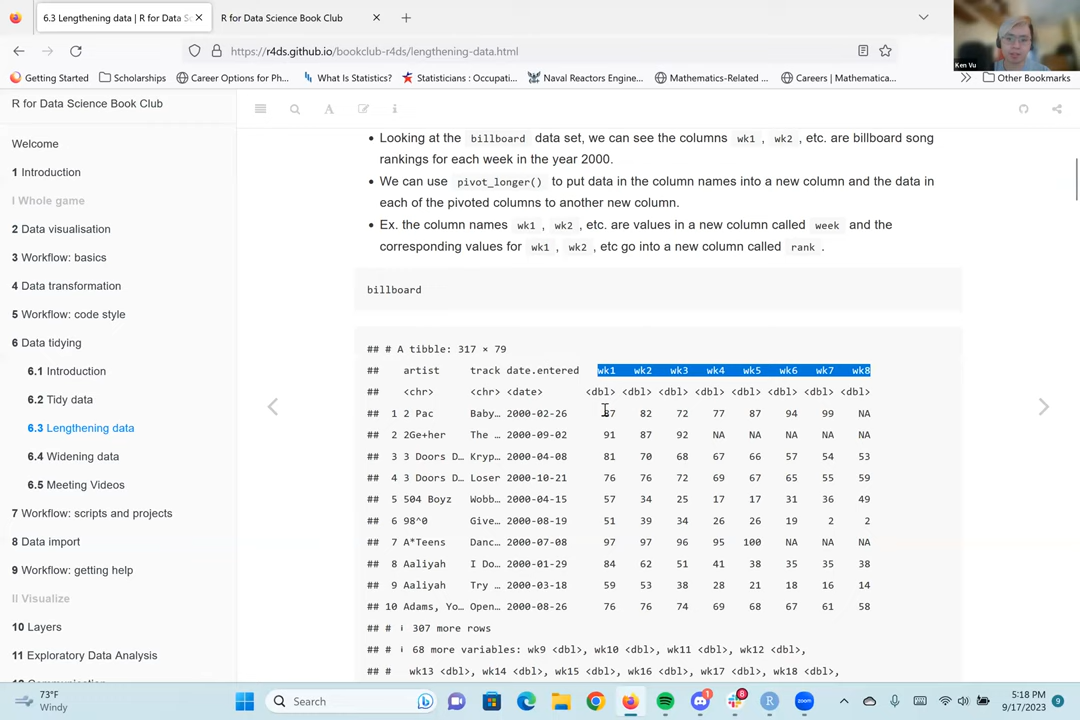 6.3 Lengthening data | R for Data Sc
R for Data Science Book Club
https://r4ds.github.io/bookclub-r4ds/lengthening-data.html
Getting Started
Scholarships
Career Options for Ph...
What Is Statistics?
Statisticians : Occupati...
Naval Reactors Engine...
Mathematics-Related ...
Careers | Mathematica...
Other Bookmarks
Ken Vu
R for Data Science Book Club
Welcome
1 Introduction
I Whole game
2 Data visualisation
3 Workflow: basics
4 Data transformation
5 Workflow: code style
6 Data tidying
6.1 Introduction
6.2 Tidy data
6.3 Lengthening data
6.4 Widening data
6.5 Meeting Videos
7 Workflow: scripts and projects
8 Data import
9 Workflow: getting help
II Visualize
10 Layers
11 Exploratory Data Analysis
• Looking at the billboard data set, we can see the columns wk1 , wk2 , etc. are billboard song
rankings for each week in the year 2000.
• We can use pivot_longer() to put data in the column names into a new column and the data in
each of the pivoted columns to another new column.
• Ex. the column names wk1 , wk2 , etc. are values in a new column called week and the
corresponding values for wk1 , wk2 , etc go into a new column called rank .
billboard
## # A tibble: 317 × 79
## artist track date.entered wk1 wk2 wk3 wk4 wk5 wk6 wk7 wk8
## <chr> <chr> <date> <dbl> <dbl> <dbl> <dbl> <dbl> <dbl> <dbl> <dbl>
## 1 2 Pac Baby… 2000-02-26 87 82 72 77 87 94 99 NA
## 2 2Ge+her The … 2000-09-02 91 87 92 NA NA NA NA NA
## 3 3 Doors D… Kryp… 2000-04-08 81 70 68 67 66 57 54 53
## 4 3 Doors D… Loser 2000-10-21 76 76 72 69 67 65 55 59
## 5 504 Boyz Wobb… 2000-04-15 57 34 25 17 17 31 36 49
## 6 98^0 Give… 2000-08-19 51 39 34 26 26 19 2 2
## 7 A*Teens Danc… 2000-07-08 97 97 96 95 100 NA NA NA
## 8 Aaliyah I Do… 2000-01-29 84 62 51 41 38 35 35 38
## 9 Aaliyah Try … 2000-03-18 59 53 38 28 21 18 16 14
## 10 Adams, Yo… Open… 2000-08-26 76 76 74 69 68 67 61 58
## # ℹ 307 more rows
## # ℹ 68 more variables: wk9 <dbl>, wk10 <dbl>, wk11 <dbl>, wk12 <dbl>,
## # wk13 <dbl>, wk14 <dbl>, wk15 <dbl>, wk16 <dbl>, wk17 <dbl>, wk18 <dbl>,
73°F
Windy
Search
1
8
5:18 PM
9/17/2023
9